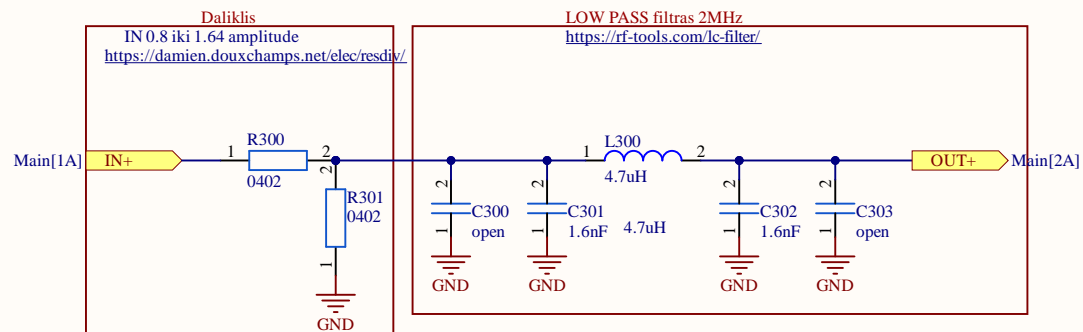 Daliklis
IN 0.8 iki 1.64 amplitude
https://damien.douxchamps.net/elec/resdiv/
LOW PASS filtras 2MHz
https://rf-tools.com/lc-filter/
Main[1A]
IN+
1
R300
2
0402
2
R301
0402
1
GND
2
C300
open
1
GND
2
C301
1.6nF
1
GND
1
L300
2
4.7uH
4.7uH
2
C302
1.6nF
1
GND
2
C303
open
1
GND
OUT+
Main[2A]